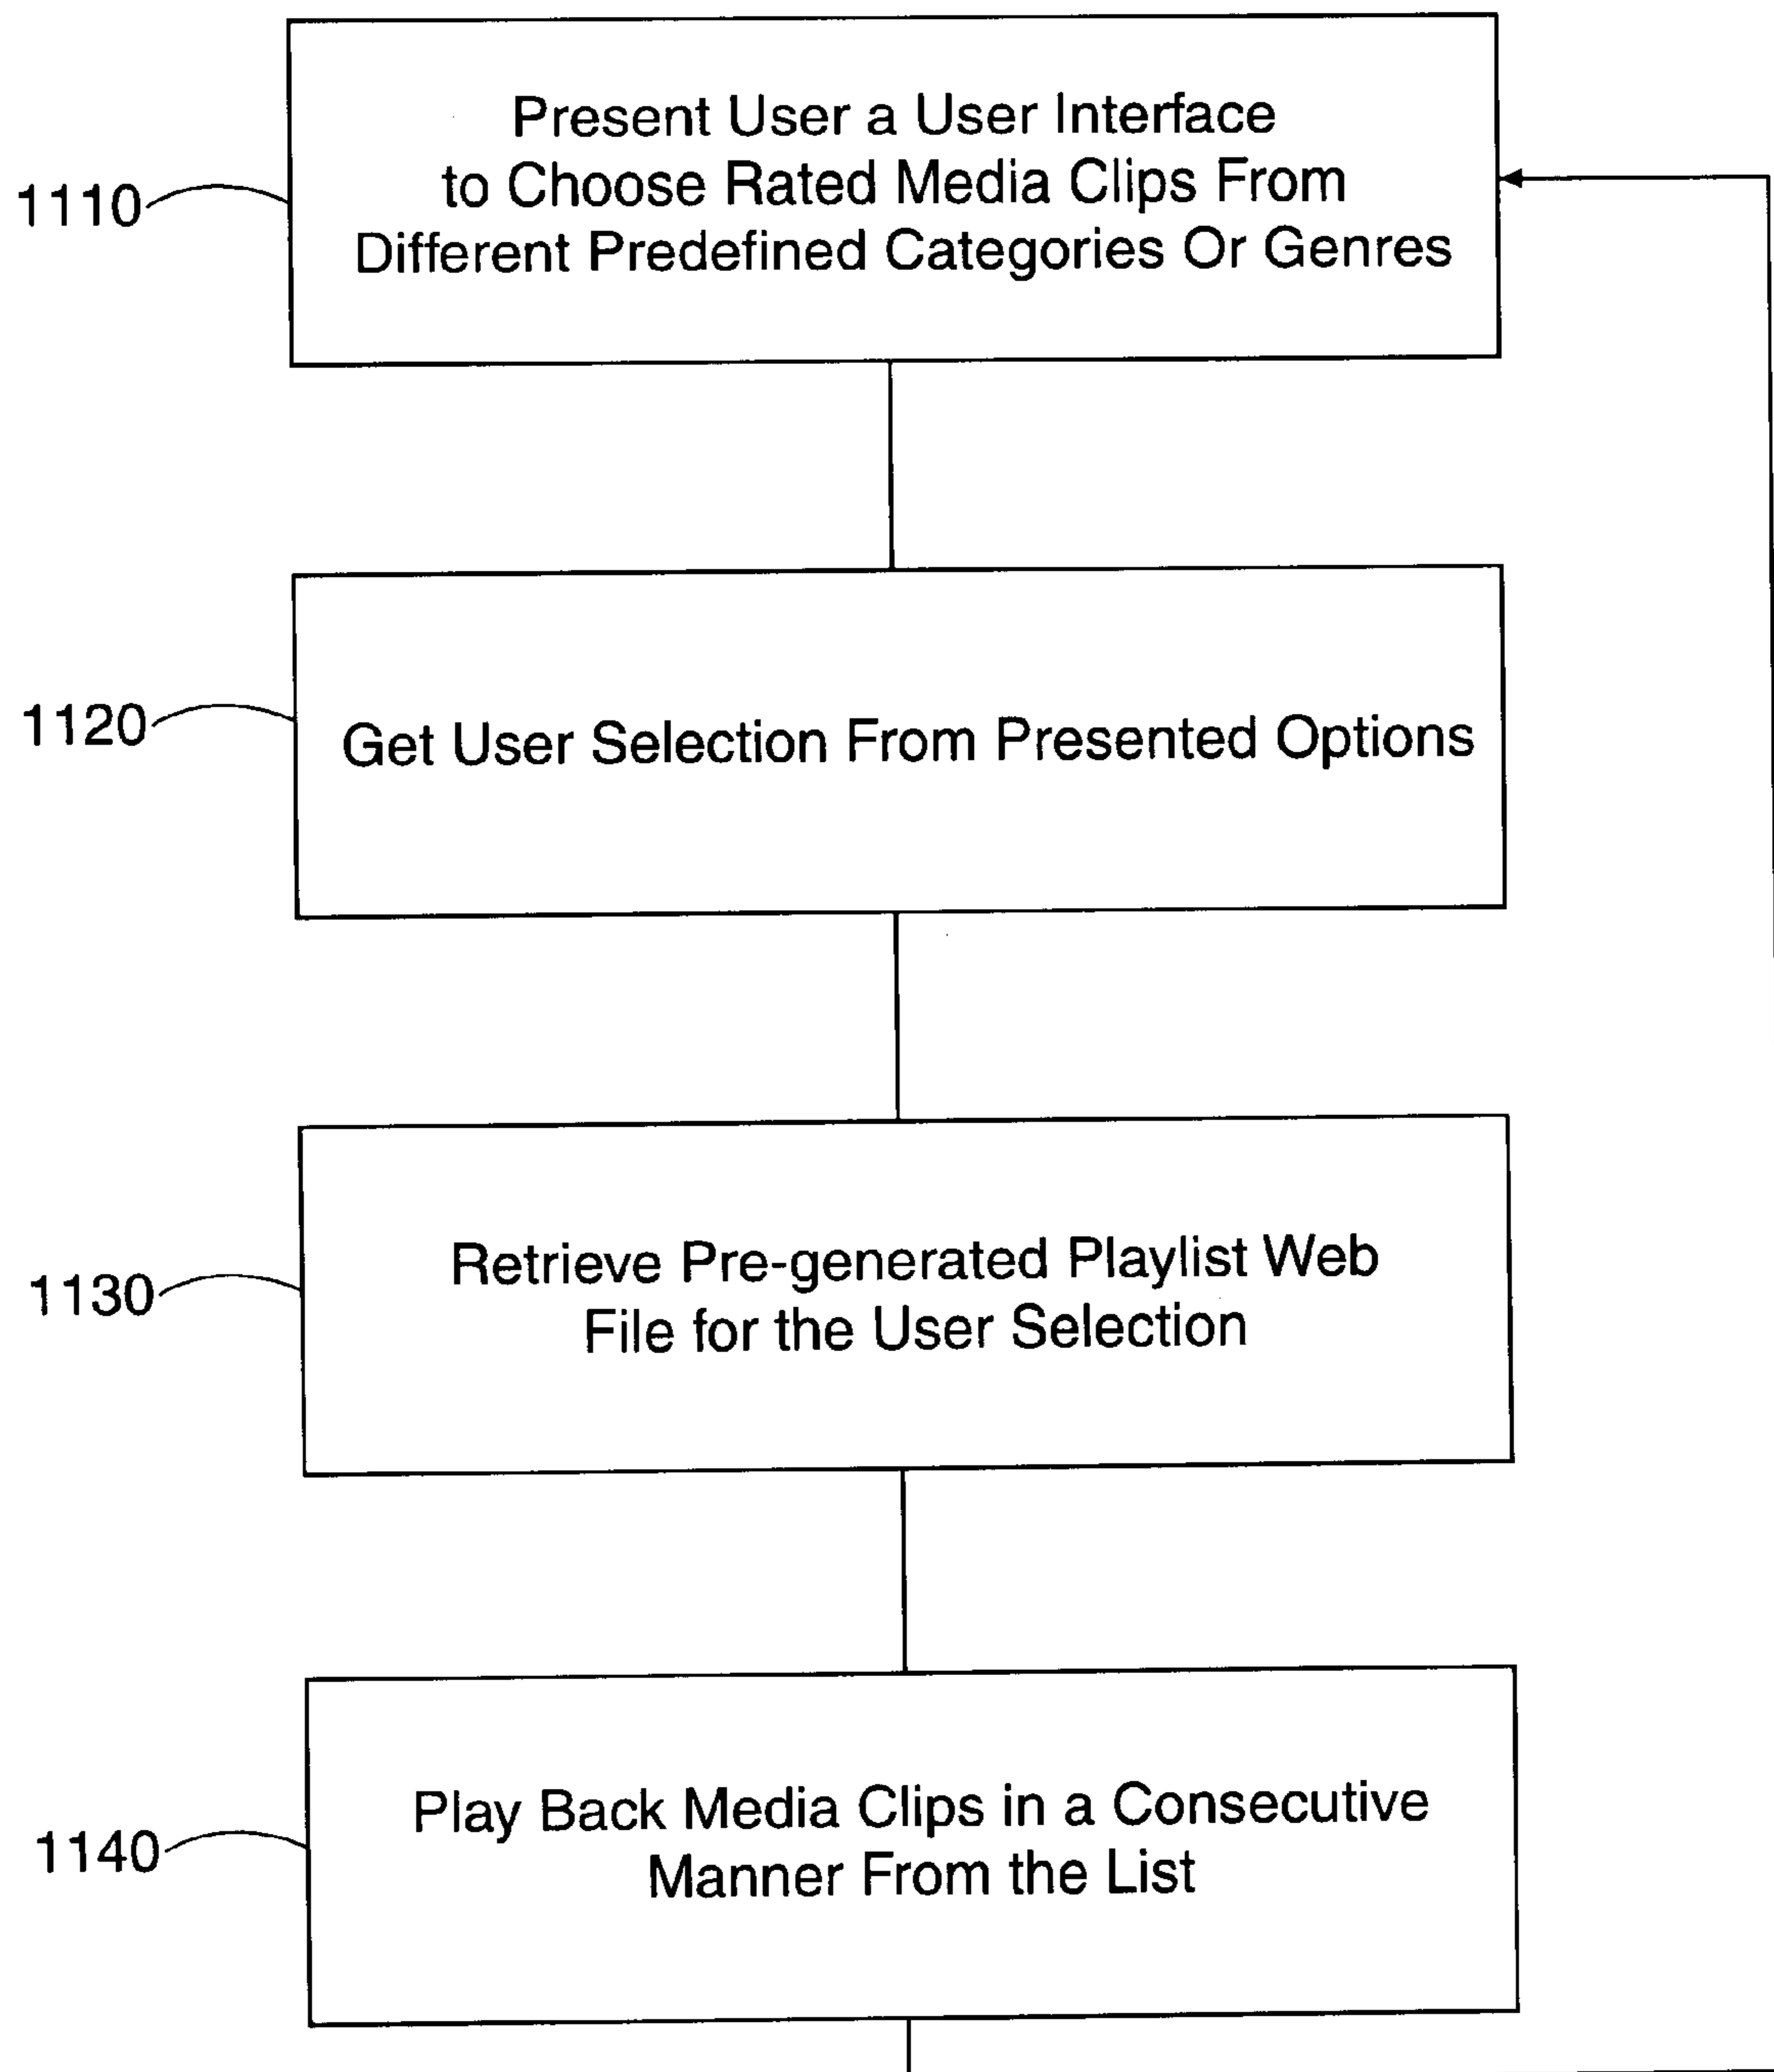 1110
Present User a User Interface
to Choose Rated Media Clips From
Different Predefined Categories Or Genres
1120
Get User Selection From Presented Options
1130
Retrieve Pre-generated Playlist Web
File for the User Selection
1140
Play Back Media Clips in a Consecutive
Manner From the List